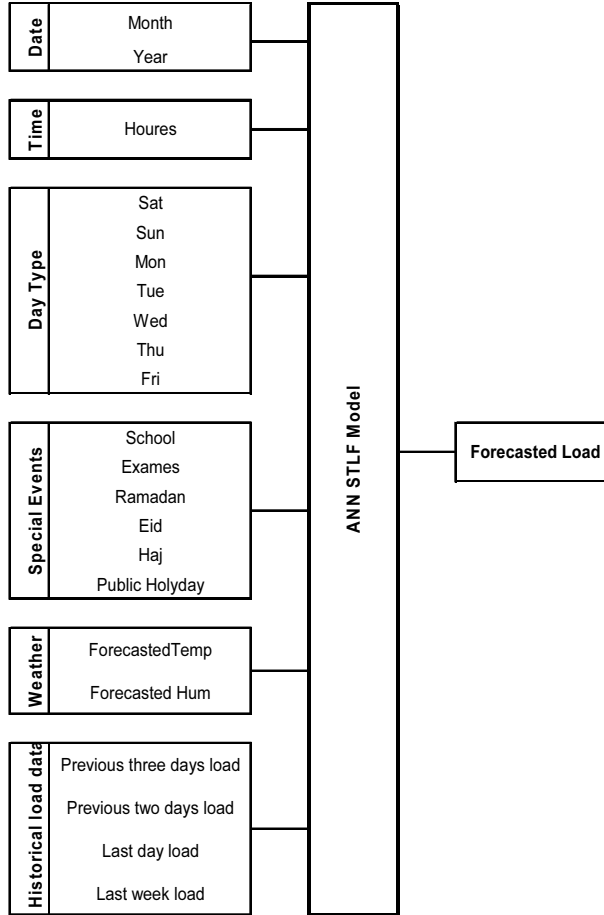 Date
Month
Year
Time
Houres
Day Type
Sat
Sun
Mon
Tue
Wed
Thu
Fri
Special Events
School
Exames
Ramadan
Eid
Haj
Public Holyday
Weather
ForecastedTemp
Forecasted Hum
Historical load data
Previous three days load
Previous two days load
Last day load
Last week load
ANN STLF Model
Forecasted Load